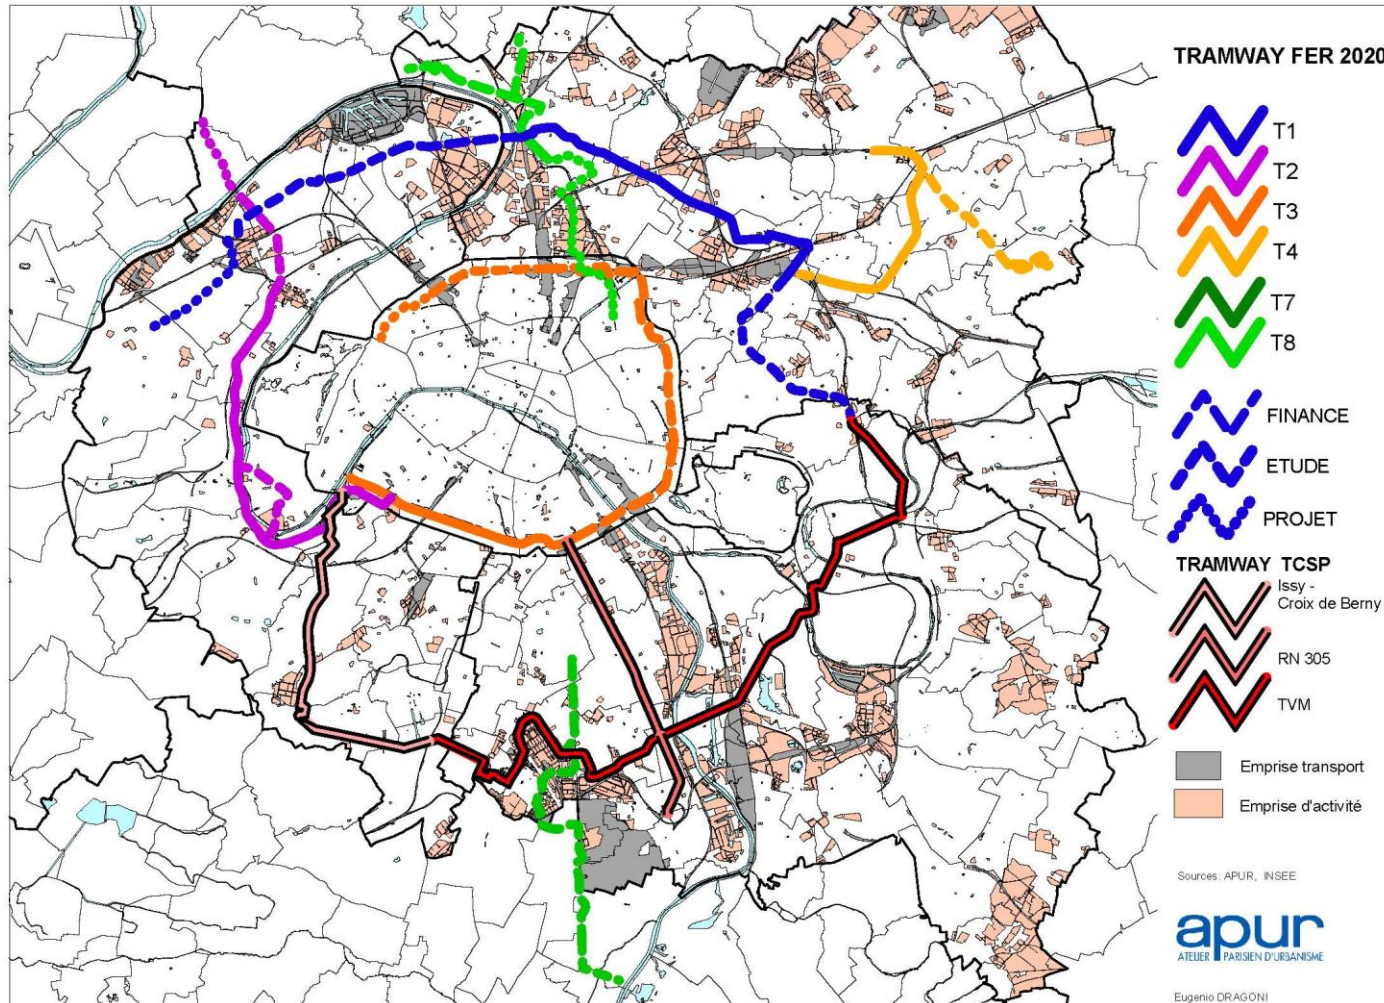 TRAMWAY FER 2020
T1
T2
T3
T4
T7
T8
FINANCE
ETUDE
PROJET
TRAMWAY TCSP
Issy -
Croix de Berny
RN 305
TVM
Emprise transport
Emprise d'activité
Sources: APUR, INSEE
apur
ATELIER PARISIEN D'URBANISME
Eugenio DRAGONI